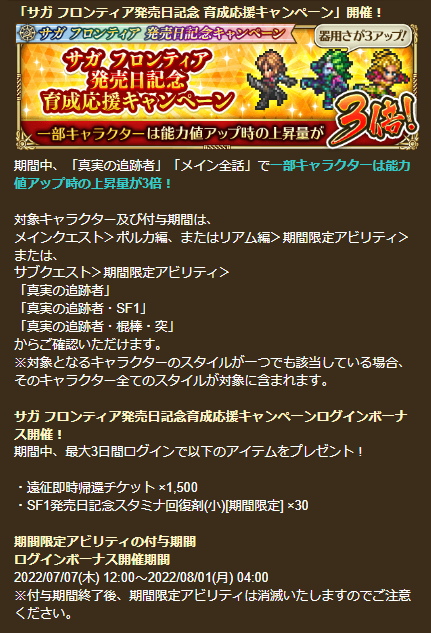 「サガ フロンティア発売日記念 育成応援キャンペーン」開催！
サガ フロンティア 発売日記念キャンペーン
器用さが3アップ!
サガ フロンティア
発売日記念
育成応援キャンペーン
一部キャラクターは能力値アップ時の上昇量が
3倍!
期間中、「真実の追跡者」「メイン全話」で一部キャラクターは能力
値アップ時の上昇量が3倍！
対象キャラクター及び付与期間は、
メインクエスト＞ポルカ編、またはリアム編＞期間限定アビリティ＞
または、
サブクエスト＞期間限定アビリティ＞
「真実の追跡者」
「真実の追跡者・SF1」
「真実の追跡者・棍棒・突」
からご確認いただけます。
※対象となるキャラクターのスタイルが一つでも該当している場合、
そのキャラクター全てのスタイルが対象に含まれます。
サガ フロンティア発売日記念育成応援キャンペーンログインボーナ
ス開催！
期間中、最大3日間ログインで以下のアイテムをプレゼント！
・遠征即時帰還チケット ×1,500
・SF1発売日記念スタミナ回復剤(小)[期間限定] ×30
期間限定アビリティの付与期間
ログインボーナス開催期間
2022/07/07(木) 12:00～2022/08/01(月) 04:00
※付与期間終了後、期間限定アビリティは消滅いたしますのでご注意
ください。